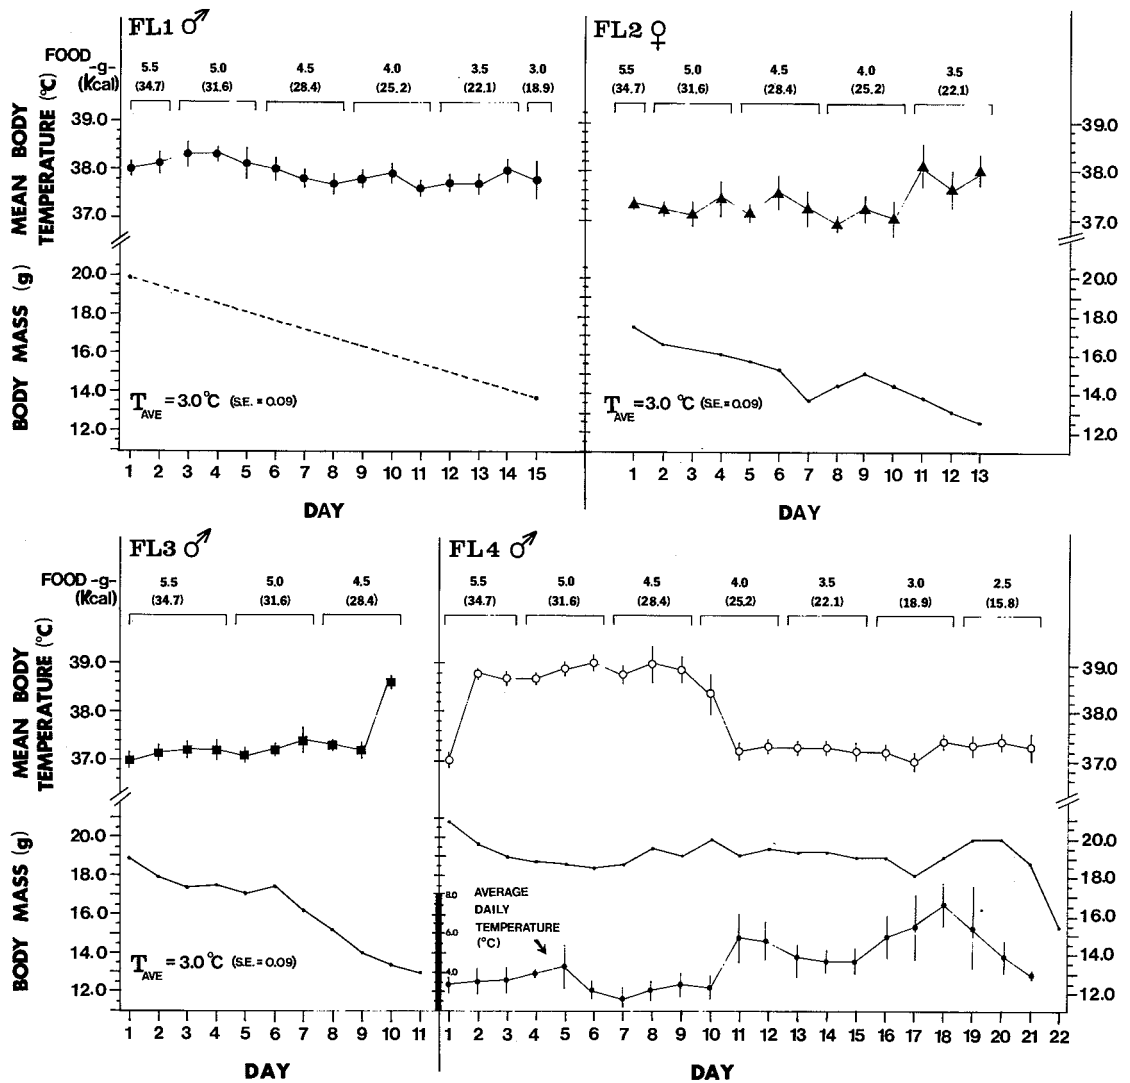 FL1 ♂
FOOD -g- (Kcal)
5.5 5.0 4.5 4.0 3.5 3.0
(34.7) (31.6) (28.4) (25.2) (22.1) (18.9)
MEAN BODY TEMPERATURE (°C)
39.0
38.0
37.0
BODY MASS (g)
20.0
18.0
16.0
14.0
12.0
TAVE = 3.0 °C (S.E. = 0.09)
1 2 3 4 5 6 7 8 9 10 11 12 13 14 15
DAY
FL2 ♀
5.5 5.0 4.5 4.0 3.5
(34.7) (31.6) (28.4) (25.2) (22.1)
39.0
38.0
37.0
20.0
18.0
16.0
14.0
12.0
TAVE = 3.0 °C (S.E. = 0.09)
1 2 3 4 5 6 7 8 9 10 11 12 13
DAY
FL3 ♂
FOOD -g- (Kcal)
5.5 5.0 4.5
(34.7) (31.6) (28.4)
MEAN BODY TEMPERATURE (°C)
39.0
38.0
37.0
BODY MASS (g)
20.0
18.0
16.0
14.0
12.0
TAVE = 3.0 °C (S.E. = 0.09)
1 2 3 4 5 6 7 8 9 10 11
DAY
FL4 ♂
5.5 5.0 4.5 4.0 3.5 3.0 2.5
(34.7) (31.6) (28.4) (25.2) (22.1) (18.9) (15.8)
39.0
38.0
37.0
20.0
18.0
16.0
14.0
12.0
8.0
6.0
4.0
AVERAGE
DAILY
TEMPERATURE
(°C)
1 2 3 4 5 6 7 8 9 10 11 12 13 14 15 16 17 18 19 20 21 22
DAY